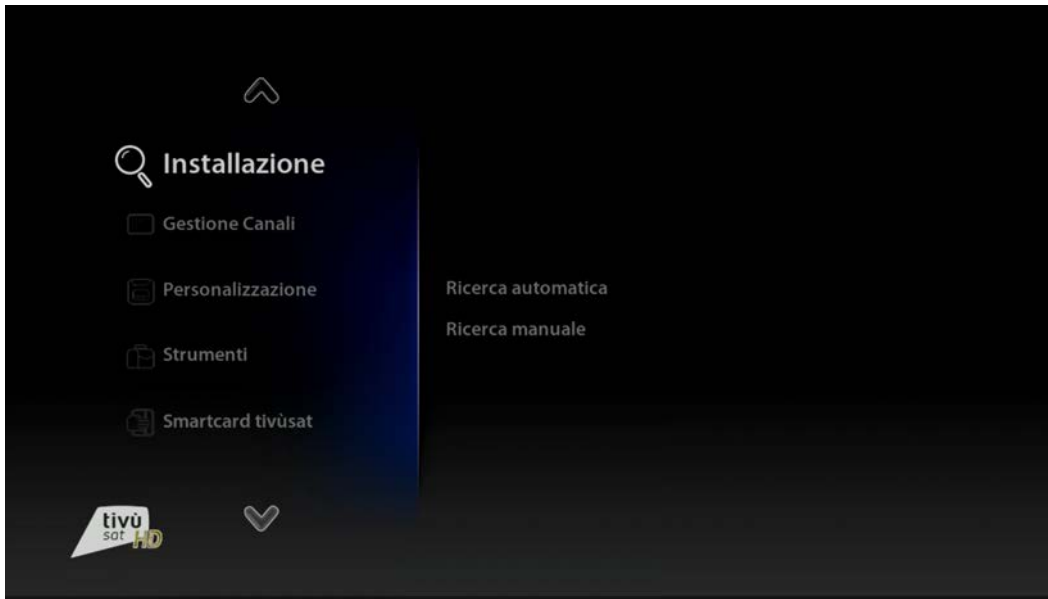 Installazione
Gestione Canali
Personalizzazione
Strumenti
Smartcard tivùsat
Ricerca automatica
Ricerca manuale
tivù
sat HD